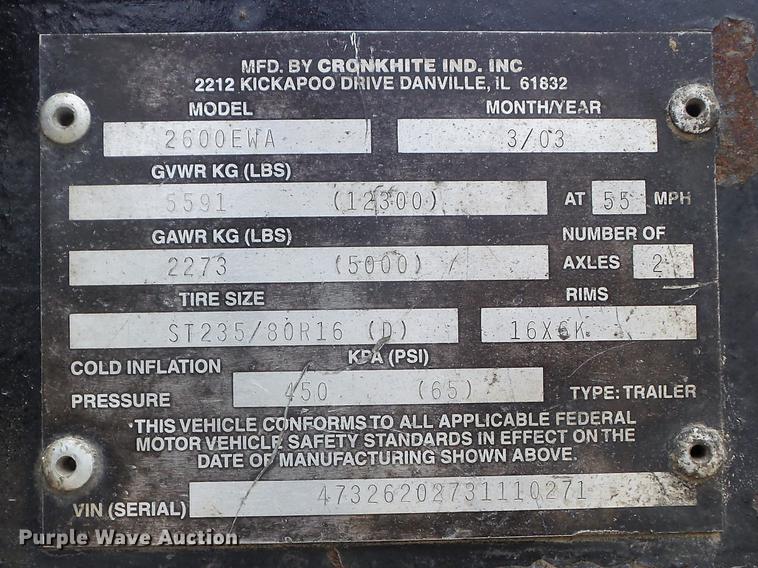 MFD. BY CRONKHITE IND. INC
2212 KICKAPOO DRIVE DANVILLE, IL 61832
MODEL MONTH/YEAR
2600EWA 3/03
GVWR KG (LBS)
5591 (12300) AT 55 MPH
GAWR KG (LBS) NUMBER OF
2273 (5000) / AXLES 2
TIRE SIZE RIMS
ST235/80R16 (D) 16X6K
COLD INFLATION KPA (PSI)
PRESSURE 450 (65) TYPE: TRAILER
THIS VEHICLE CONFORMS TO ALL APPLICABLE FEDERAL
MOTOR VEHICLE SAFETY STANDARDS IN EFFECT ON THE
DATE OF MANUFACTURING SHOWN ABOVE.
VIN (SERIAL) 47326202731110271
Purple Wave Auction